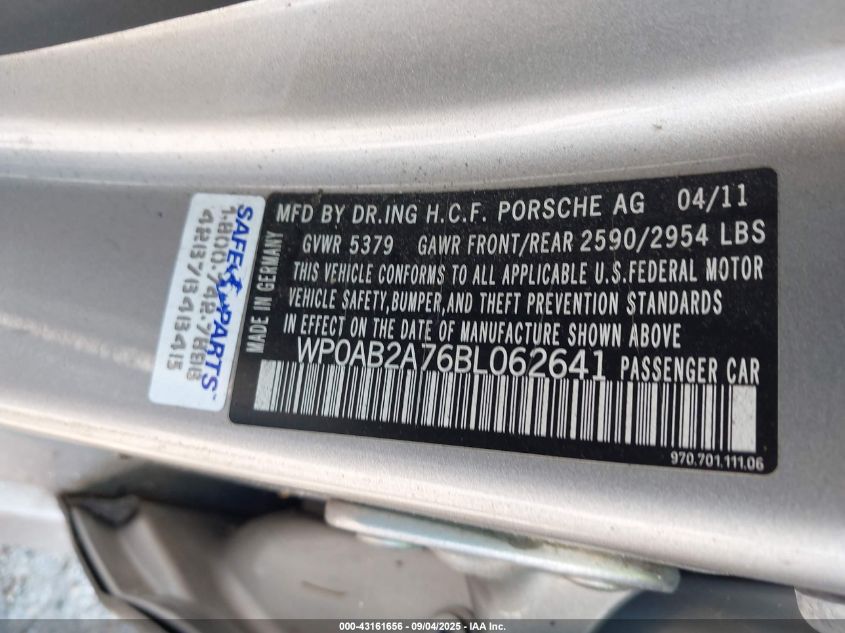 MFD BY DR.ING H.C.F. PORSCHE AG 04/11
GVWR 5379 GAWR FRONT/REAR 2590/2954 LBS
THIS VEHICLE CONFORMS TO ALL APPLICABLE U.S. FEDERAL MOTOR
VEHICLE SAFETY, BUMPER, AND THEFT PREVENTION STANDARDS
IN EFFECT ON THE DATE OF MANUFACTURE SHOWN ABOVE
WP0AB2A76BL062641 PASSENGER CAR
970.701.111.06
MADE IN GERMANY
PARTS
000-43161656 - 09/04/2025 - IAA Inc.